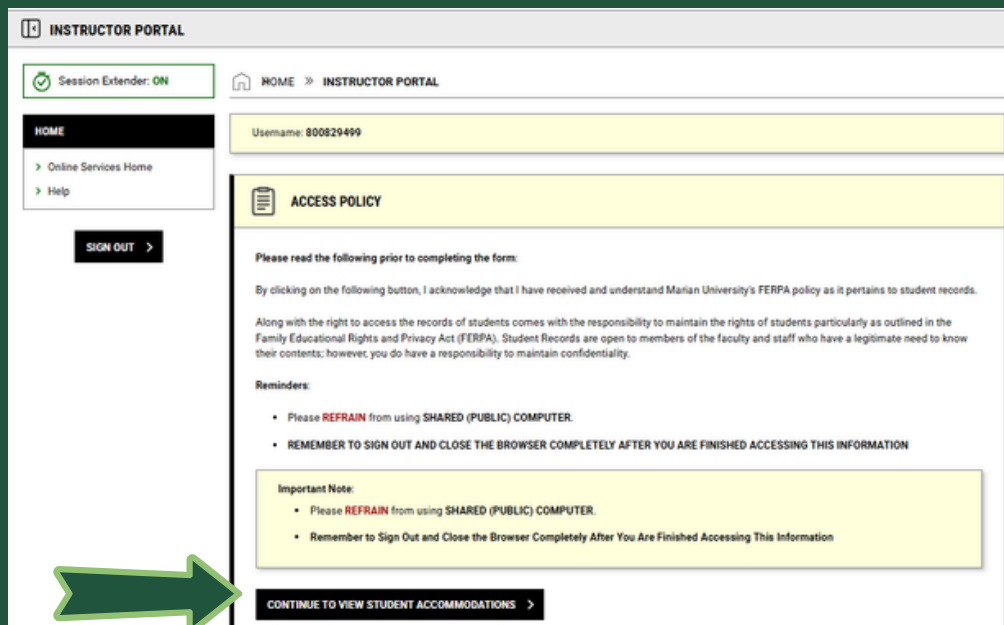 INSTRUCTOR PORTAL
Session Extender: ON
HOME » INSTRUCTOR PORTAL
HOME
Online Services Home
Help
SIGN OUT
Username: 800829499
ACCESS POLICY
Please read the following prior to completing the form:
By clicking on the following button, I acknowledge that I have received and understand Marian University's FERPA policy as it pertains to student records.
Along with the right to access the records of students comes with the responsibility to maintain the rights of students particularly as outlined in the
Family Educational Rights and Privacy Act (FERPA). Student Records are open to members of the faculty and staff who have a legitimate need to know
their contents; however, you do have a responsibility to maintain confidentiality.
Reminders:
• Please REFRAIN from using SHARED (PUBLIC) COMPUTER.
• REMEMBER TO SIGN OUT AND CLOSE THE BROWSER COMPLETELY AFTER YOU ARE FINISHED ACCESSING THIS INFORMATION
Important Note:
• Please REFRAIN from using SHARED (PUBLIC) COMPUTER.
• Remember to Sign Out and Close the Browser Completely After You Are Finished Accessing This Information
CONTINUE TO VIEW STUDENT ACCOMMODATIONS